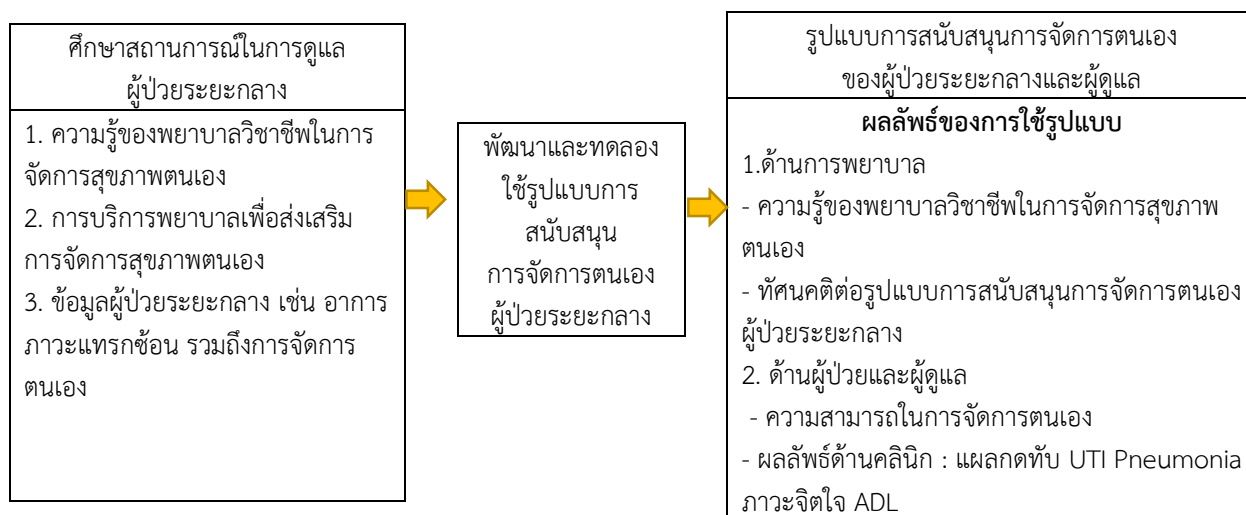 ศึกษาสถานการณ์ในการดูแล
ผู้ป่วยระยะกลาง
1. ความรู้ของพยาบาลวิชาชีพในการ
จัดการสุขภาพตนเอง
2. การบริการพยาบาลเพื่อส่งเสริม
การจัดการสุขภาพตนเอง
3. ข้อมูลผู้ป่วยระยะกลาง เช่น อาการ
ภาวะแทรกซ้อน รวมถึงการจัดการ
ตนเอง
พัฒนาและทดลอง
ใช้รูปแบบการ
สนับสนุน
การจัดการตนเอง
ผู้ป่วยระยะกลาง
รูปแบบการสนับสนุนการจัดการตนเอง
ของผู้ป่วยระยะกลางและผู้ดูแล
ผลลัพธ์ของการใช้รูปแบบ
1.ด้านการพยาบาล
- ความรู้ของพยาบาลวิชาชีพในการจัดการสุขภาพ
ตนเอง
- ทัศนคติต่อรูปแบบการสนับสนุนการจัดการตนเอง
ผู้ป่วยระยะกลาง
2. ด้านผู้ป่วยและผู้ดูแล
- ความสามารถในการจัดการตนเอง
- ผลลัพธ์ด้านคลินิก : แผลกดทับ UTI Pneumonia
ภาวะจิตใจ ADL